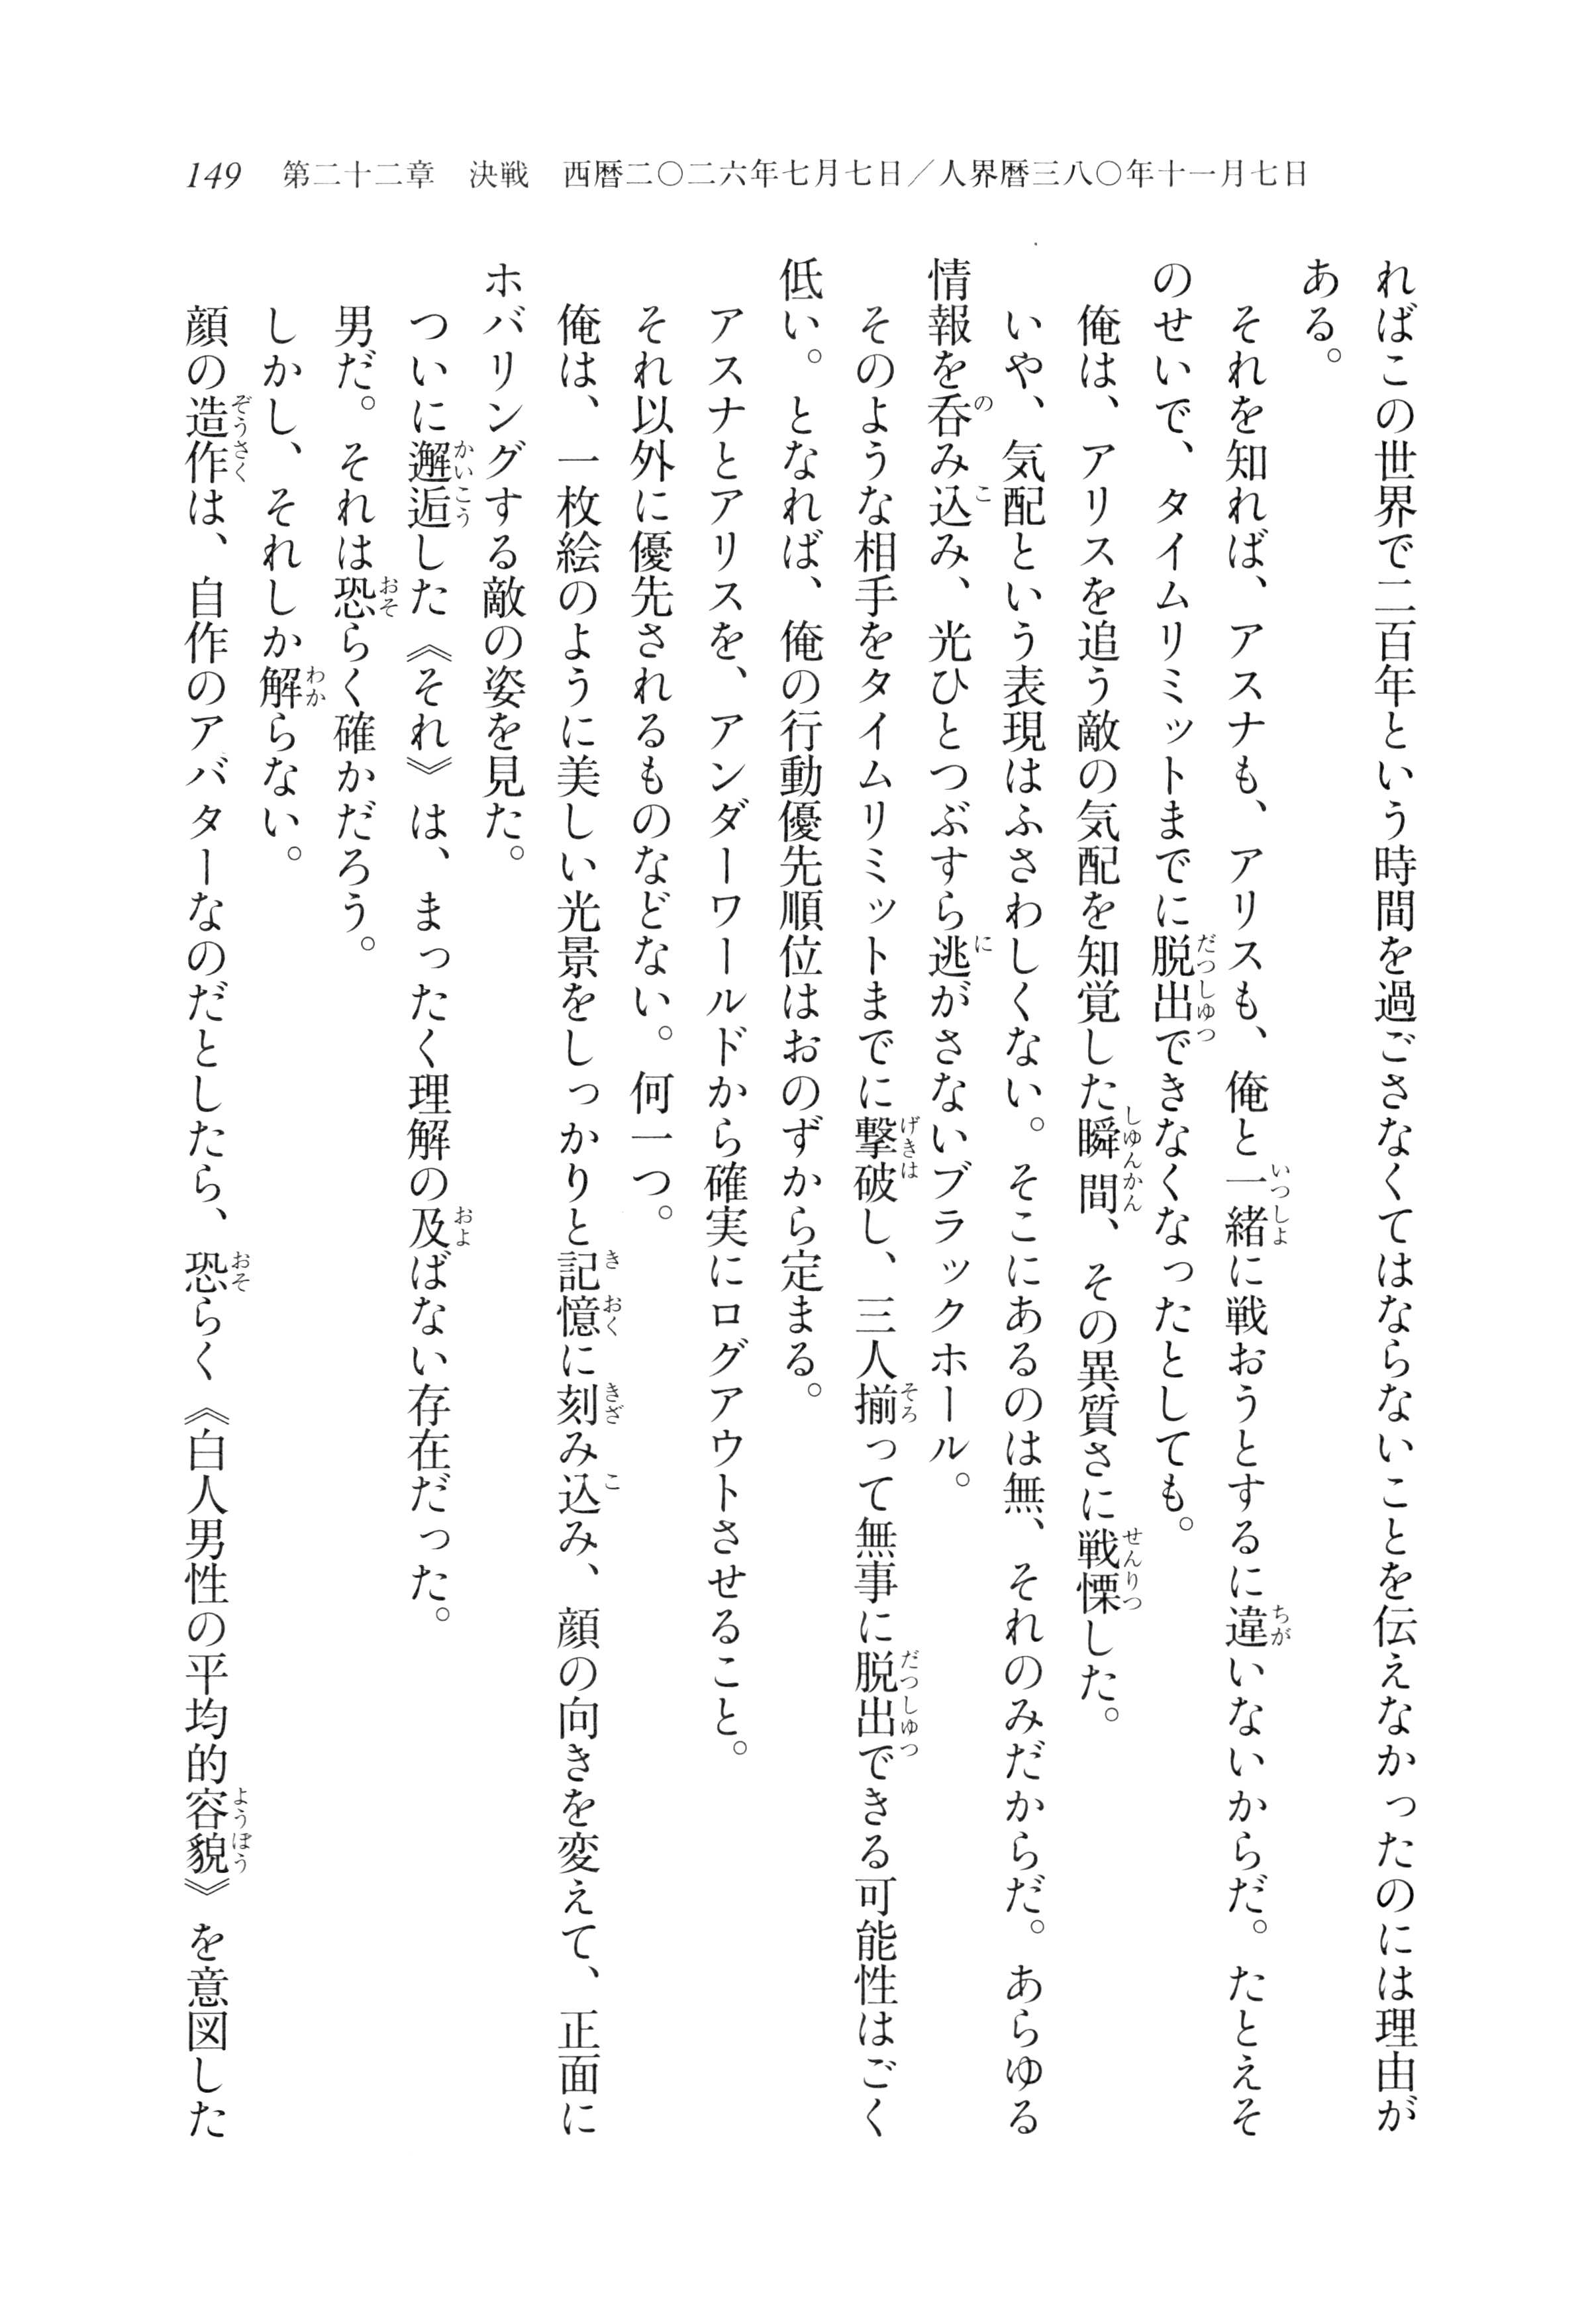 149　第二十二章　決戦　西暦二〇二六年七月七日／人界暦三八〇年十一月七日
ればこの世界で二百年という時間を過ごさなくてはならないことを伝えなかったのには理由が
ある。
　それを知れば、アスナも、アリスも、俺と一緒に戦おうとするに違いないからだ。たとえそ
のせいで、タイムリミットまでに脱出できなくなったとしても。
　俺は、アリスを追う敵の気配を知覚した瞬間、その異質さに戦慄した。
　いや、気配という表現はふさわしくない。そこにあるのは無、それのみだからだ。あらゆる
情報を呑み込み、光ひとつぶすら逃がさないブラックホール。
　そのような相手をタイムリミットまでに撃破し、三人揃って無事に脱出できる可能性はごく
低い。となれば、俺の行動優先順位はおのずから定まる。
　アスナとアリスを、アンダーワールドから確実にログアウトさせること。
　それ以外に優先されるものなどない。何一つ。
　俺は、一枚絵のように美しい光景をしっかりと記憶に刻み込み、顔の向きを変えて、正面に
ホバリングする敵の姿を見た。
　ついに邂逅した《それ》は、まったく理解の及ばない存在だった。
　男だ。それは恐らく確かだろう。
　しかし、それしか解らない。
　顔の造作は、自作のアバターなのだとしたら、恐らく《白人男性の平均的容貌》を意図した